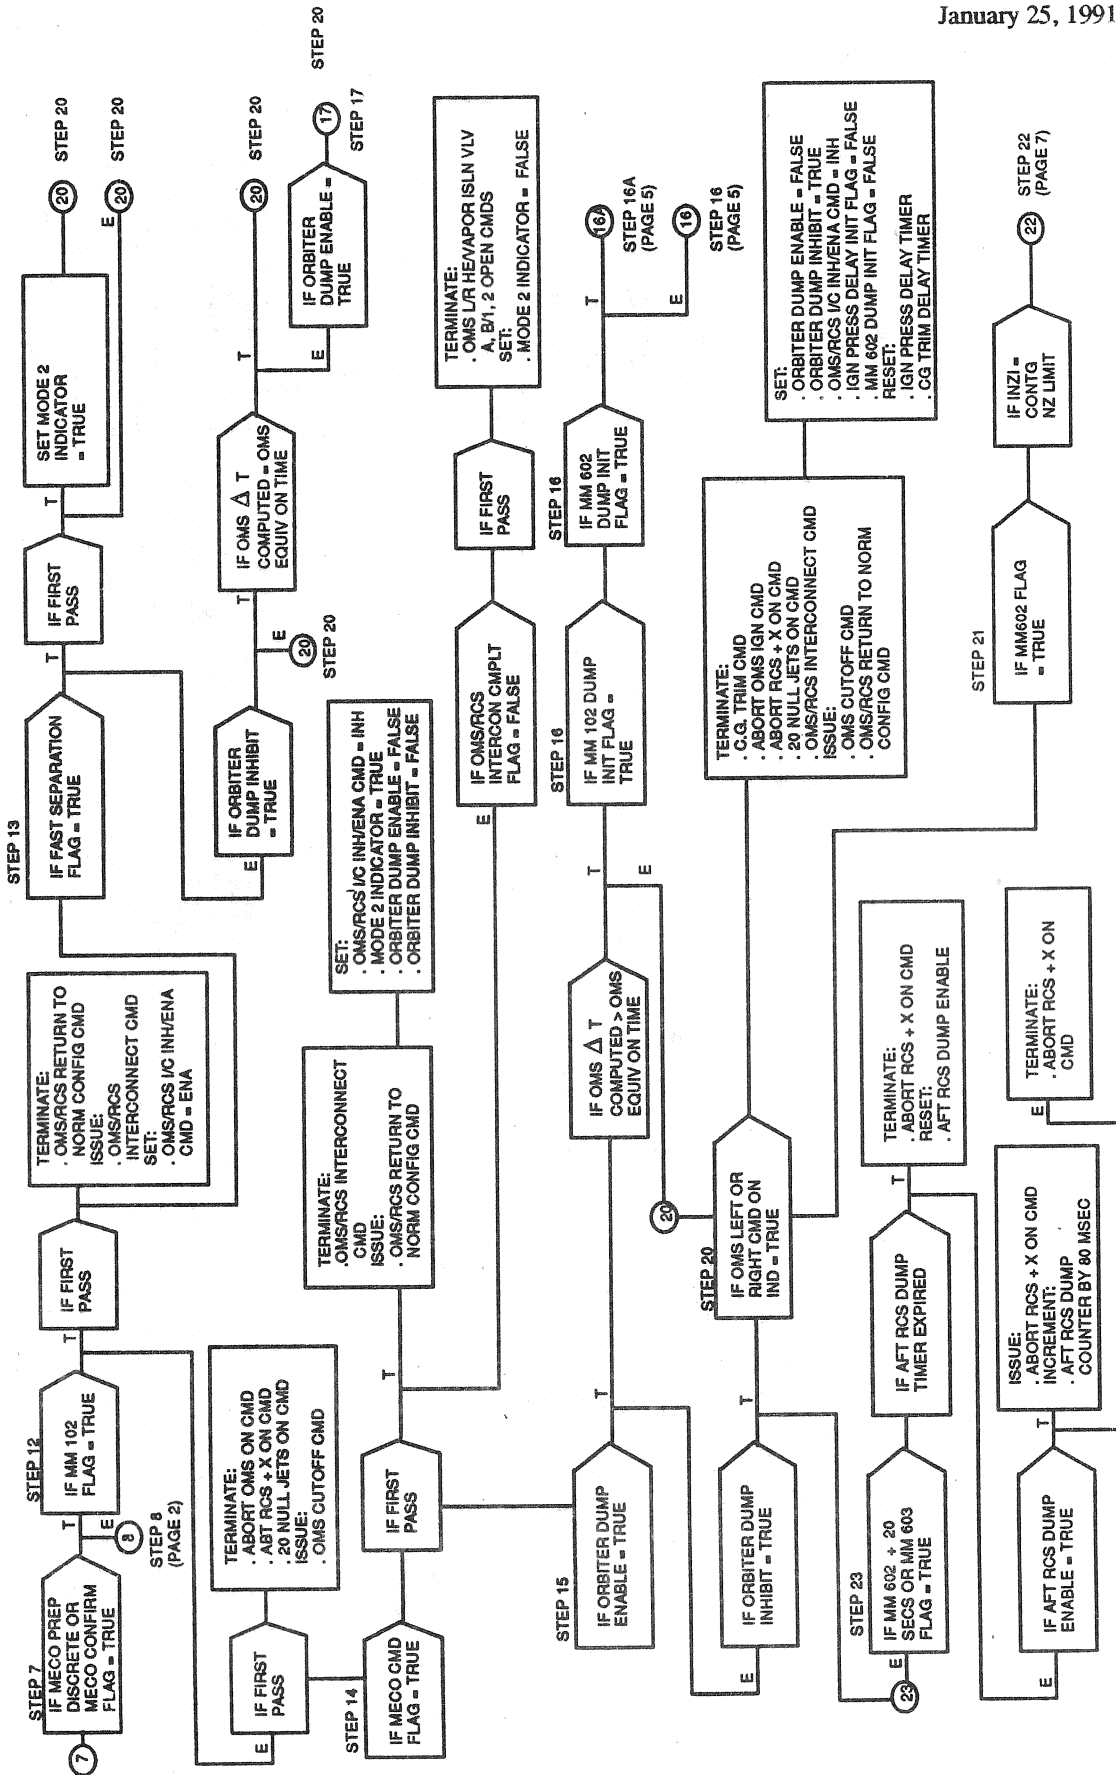 January 25, 1991
STEP 7
7
IF MECO PREP
DISCRETE OR
MECO CONFIRM
FLAG = TRUE
T
E
8
STEP 8
(PAGE 2)
STEP 12
IF MM 102
FLAG = TRUE
T
IF FIRST
PASS
T
TERMINATE:
. OMS/RCS RETURN TO
NORM CONFIG CMD
ISSUE:
. OMS/RCS
INTERCONNECT CMD
SET:
. OMS/RCS I/C INH/ENA
CMD = ENA
STEP 13
IF FAST SEPARATION
FLAG = TRUE
T
IF FIRST
PASS
T
SET MODE 2
INDICATOR
= TRUE
20
STEP 20
E
20
STEP 20
E
IF ORBITER
DUMP INHIBIT
= TRUE
T
E
20
STEP 20
IF OMS Δ T
COMPUTED = OMS
EQUIV ON TIME
T
20
STEP 20
E
IF ORBITER
DUMP ENABLE =
TRUE
17
STEP 17
STEP 20
E
IF FIRST
PASS
TERMINATE:
. ABORT OMS ON CMD
. ABT RCS + X ON CMD
. 20 NULL JETS ON CMD
ISSUE:
. OMS CUTOFF CMD
STEP 14
IF MECO CMD
FLAG = TRUE
IF FIRST
PASS
T
TERMINATE:
.OMS/RCS INTERCONNECT
CMD
ISSUE:
. OMS/RCS RETURN TO
NORM CONFIG CMD
SET:
. OMS/RCS I/C INH/ENA CMD = INH
. MODE 2 INDICATOR = TRUE
. ORBITER DUMP ENABLE = FALSE
. ORBITER DUMP INHIBIT = FALSE
E
IF OMS/RCS
INTERCON CMPLT
FLAG = FALSE
IF FIRST
PASS
TERMINATE:
. OMS L/R HE/VAPOR ISLN VLV
A, B/1, 2 OPEN CMDS
SET:
. MODE 2 INDICATOR = FALSE
STEP 15
IF ORBITER DUMP
ENABLE = TRUE
T
IF OMS Δ T
COMPUTED > OMS
EQUIV ON TIME
T
E
20
STEP 16
IF MM 102 DUMP
INIT FLAG =
TRUE
STEP 16
IF MM 602
DUMP INIT
FLAG = TRUE
T
16A
STEP 16A
(PAGE 5)
E
16
STEP 16
(PAGE 5)
E
IF ORBITER DUMP
INHIBIT = TRUE
T
STEP 20
IF OMS LEFT OR
RIGHT CMD ON
IND = TRUE
TERMINATE:
. C.G. TRIM CMD
. ABORT OMS IGN CMD
. ABORT RCS + X ON CMD
. 20 NULL JETS ON CMD
. OMS/RCS INTERCONNECT CMD
ISSUE:
. OMS CUTOFF CMD
. OMS/RCS RETURN TO NORM
CONFIG CMD
SET:
. ORBITER DUMP ENABLE = FALSE
. ORBITER DUMP INHIBIT = TRUE
. OMS/RCS I/C INH/ENA CMD = INH
. IGN PRESS DELAY INIT FLAG = FALSE
. MM 602 DUMP INIT FLAG = FALSE
RESET:
. IGN PRESS DELAY TIMER
. CG TRIM DELAY TIMER
STEP 21
IF MM602 FLAG
= TRUE
IF INZI =
CONTG
NZ LIMIT
22
STEP 22
(PAGE 7)
23
E
STEP 23
IF MM 602 + 20
SECS OR MM 603
FLAG = TRUE
IF AFT RCS DUMP
TIMER EXPIRED
T
TERMINATE:
. ABORT RCS + X ON CMD
RESET:
. AFT RCS DUMP ENABLE
E
IF AFT RCS DUMP
ENABLE = TRUE
T
ISSUE:
. ABORT RCS + X ON CMD
INCREMENT:
. AFT RCS DUMP
COUNTER BY 80 MSEC
E
TERMINATE:
. ABORT RCS + X ON
CMD